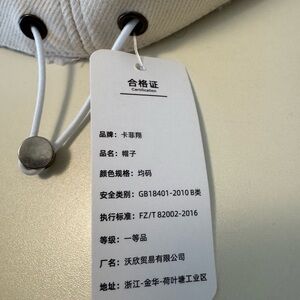 合格证
Certification
品牌：卡菲翔
品名：帽子
颜色规格：均码
安全类别：GB18401-2010 B类
执行标准：FZ/T 82002-2016
等级：一等品
厂名：沃欣贸易有限公司
地址：浙江-金华-荷叶塘工业区